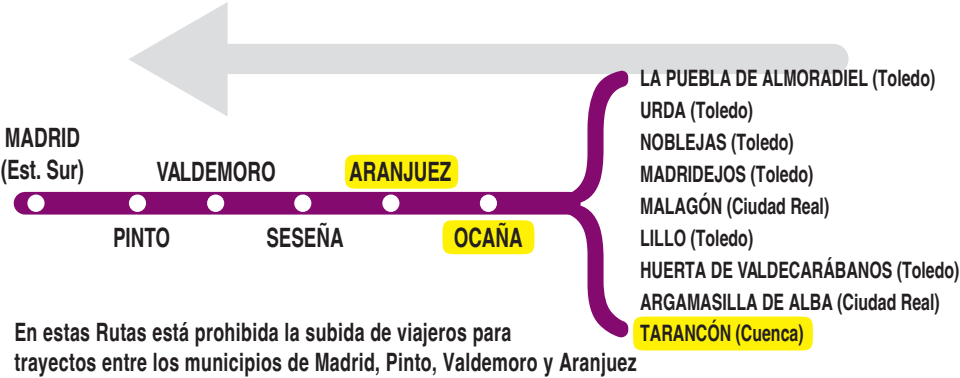 MADRID
(Est. Sur)
PINTO
VALDEMORO
SESEÑA
ARANJUEZ
OCAÑA
LA PUEBLA DE ALMORADIEL (Toledo)
URDA (Toledo)
NOBLEJAS (Toledo)
MADRIDEJOS (Toledo)
MALAGÓN (Ciudad Real)
LILLO (Toledo)
HUERTA DE VALDECARÁBANOS (Toledo)
ARGAMASILLA DE ALBA (Ciudad Real)
TARANCÓN (Cuenca)
En estas Rutas está prohibida la subida de viajeros para
trayectos entre los municipios de Madrid, Pinto, Valdemoro y Aranjuez